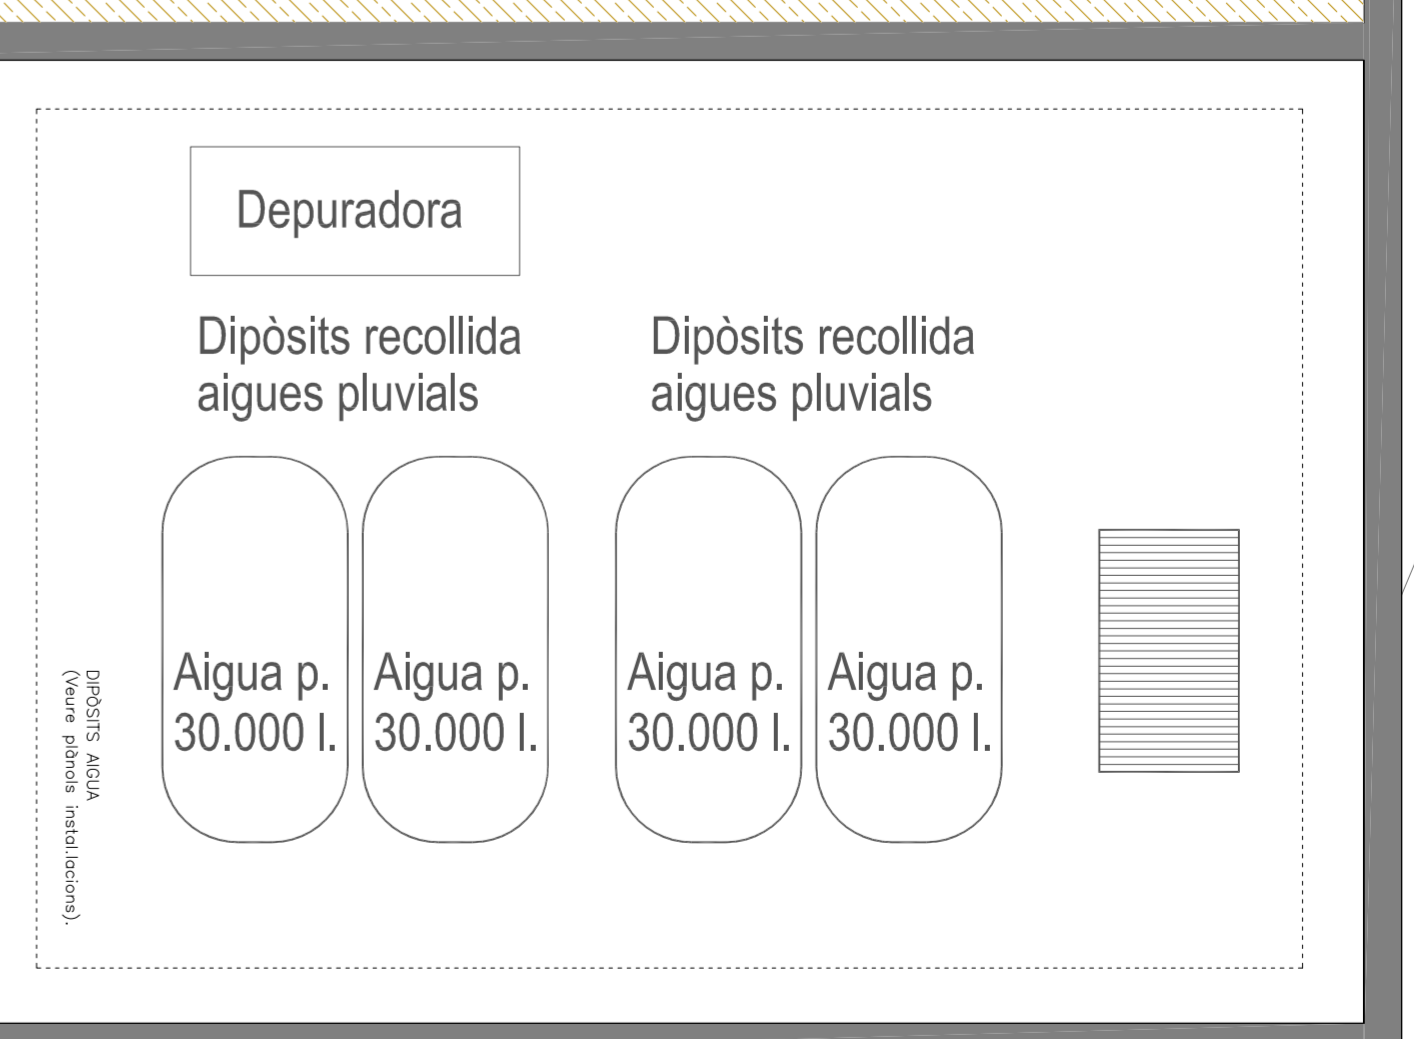 Depuradora
Dipòsits recollida
aigues pluvials
Dipòsits recollida
aigues pluvials
Aigua p.
30.000 l.
Aigua p.
30.000 l.
Aigua p.
30.000 l.
Aigua p.
30.000 l.
DIPÒSITS AIGUA
(Veure plànols instal.lacions).